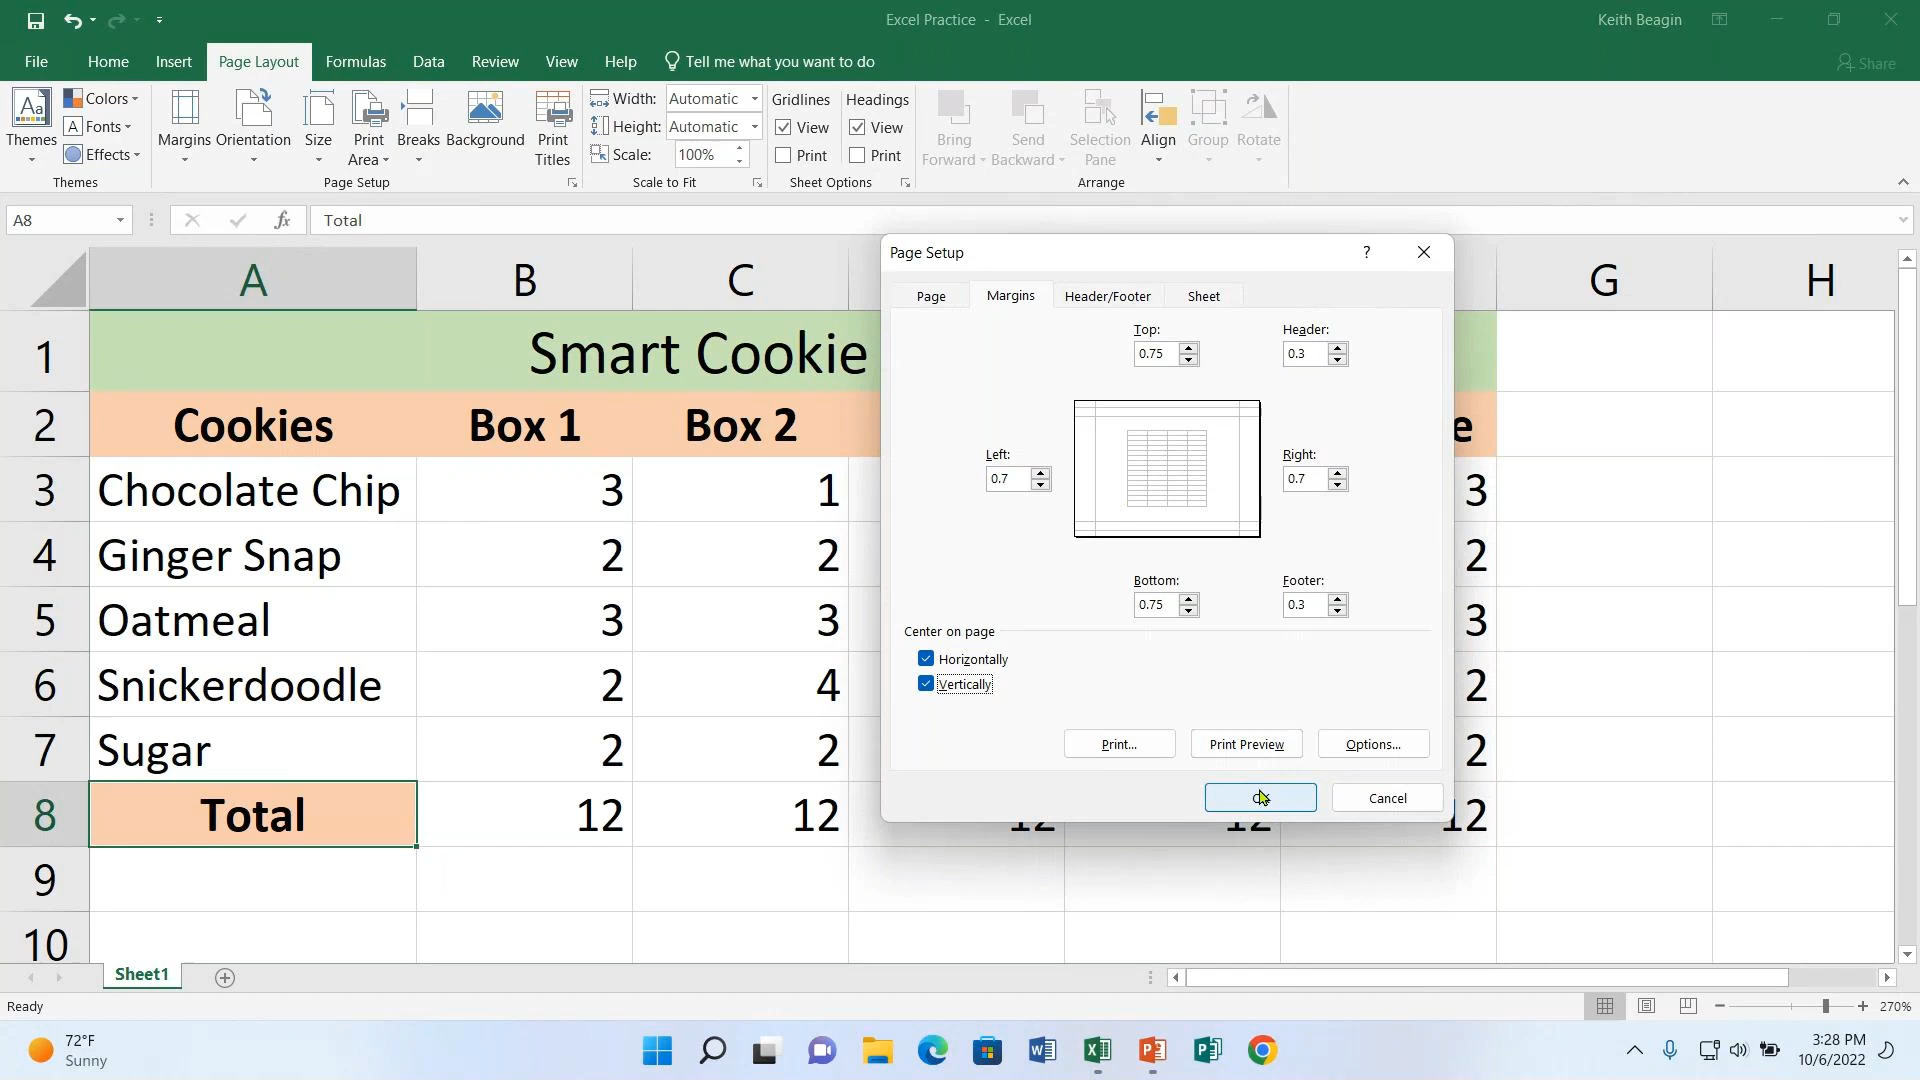 Excel Practice - Excel
Keith Beagin
File Home Insert Page Layout Formulas Data Review View Help Tell me what you want to do
Share
Aa
Themes
Colors
A Fonts
Effects
Themes
Margins
Orientation
Size
Print Area
Breaks
Background
Print Titles
Page Setup
Width: Automatic
Height: Automatic
Scale: 100%
Scale to Fit
Gridlines
View
Print
Headings
View
Print
Sheet Options
Bring Forward
Send Backward
Selection Pane
Align
Group
Rotate
Arrange
A8
fx
Total
A B C G H
1 Smart Cookie
2 Cookies Box 1 Box 2 e
3 Chocolate Chip 3 1 3
4 Ginger Snap 2 2 2
5 Oatmeal 3 3 3
6 Snickerdoodle 2 4 2
7 Sugar 2 2 2
8 Total 12 12 12 12 12
9
10
Page Setup
?
Page Margins Header/Footer Sheet
Top:
0.75
Header:
0.3
Left:
0.7
Right:
0.7
Bottom:
0.75
Footer:
0.3
Center on page
Horizontally
Vertically
Print...
Print Preview
Options...
Cancel
Sheet1
Ready
270%
72°F
Sunny
3:28 PM
10/6/2022